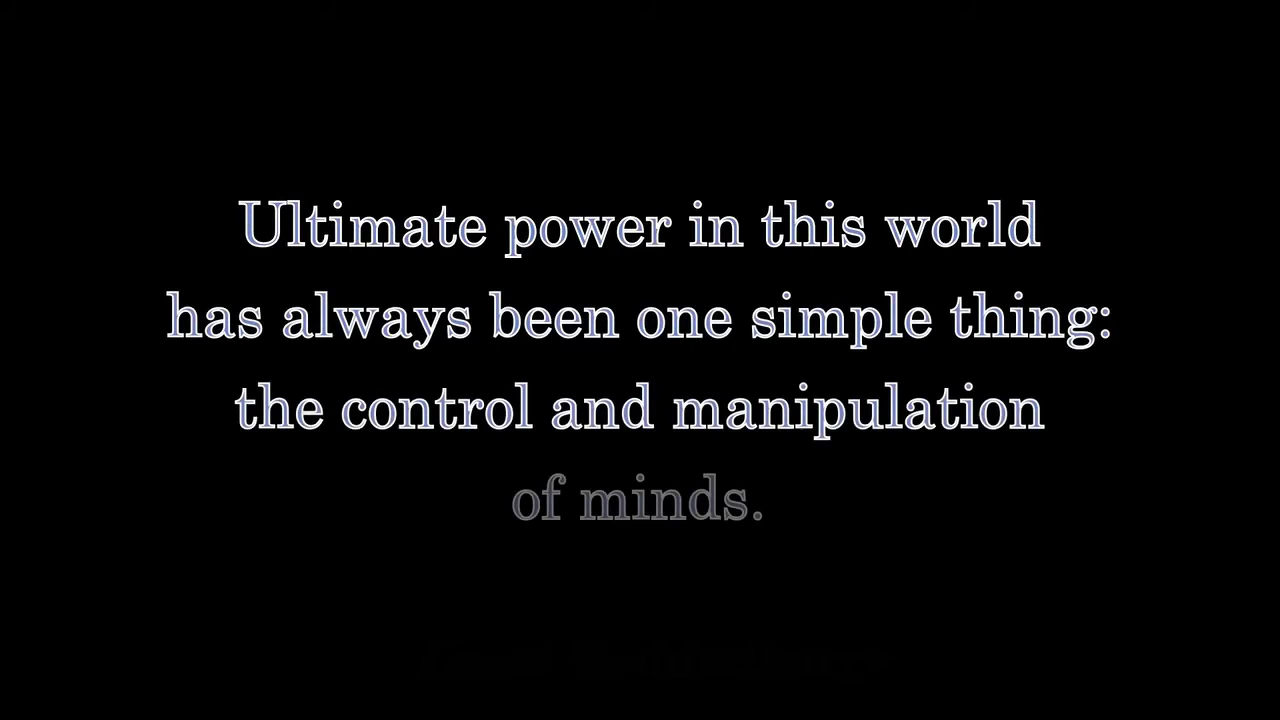 Ultimate power in this world
has always been one simple thing:
the control and manipulation
of minds.